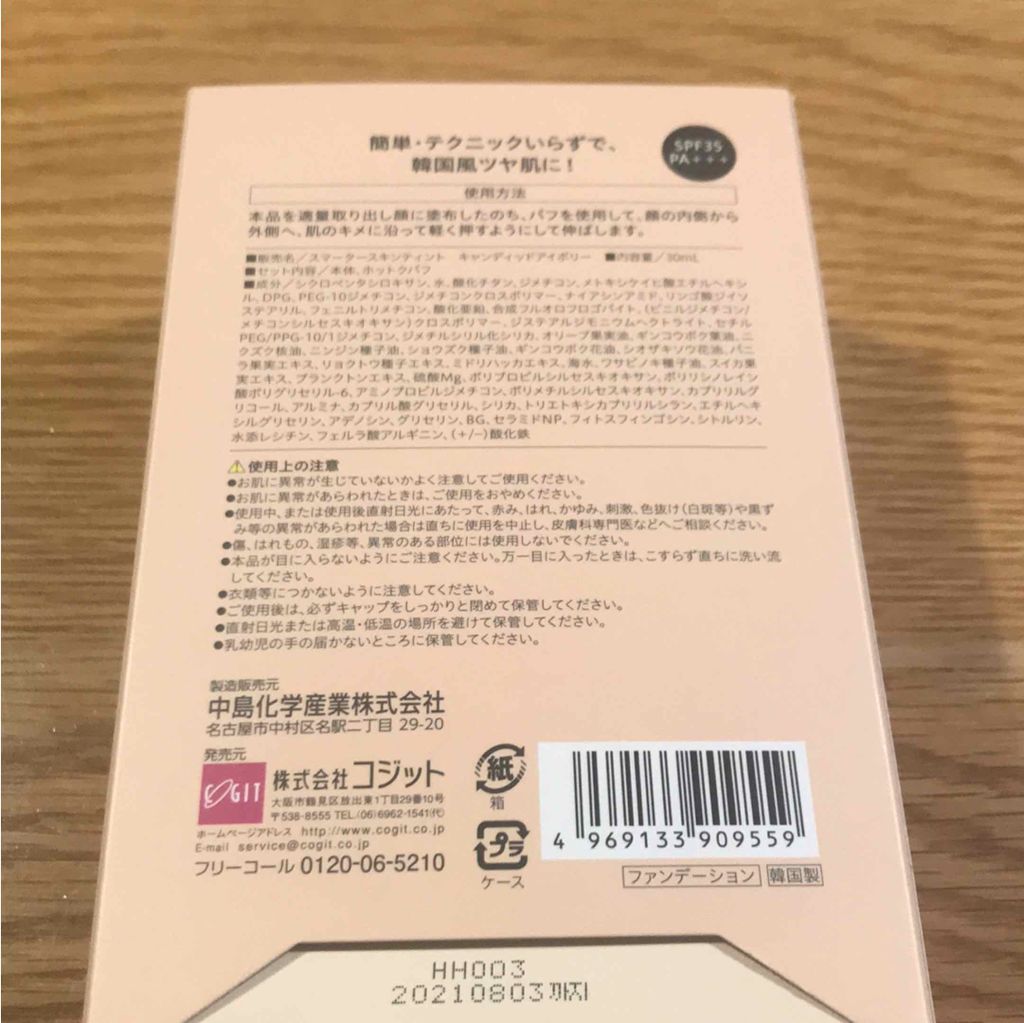 簡単・テクニックいらずで、
韓国風ツヤ肌に!
SPF35
PA+++
使用方法
本品を適量取り出し顔に塗布したのち、パフを使用して、顔の内側から
外側へ、肌のキメに沿って軽く押すようにして伸ばします。
■販売名/スマータースキンティント キャンディッドアイボリー ■内容量/30mL
■セット内容/本体、ホットクパフ
■成分/シクロペンタシロキサン、水、酸化チタン、ジメチコン、メトキシケイヒ酸エチルヘキシ
ル、DPG、PEG-10ジメチコン、ジメチコンクロスポリマー、ナイアシンアミド、リンゴ酸ジイソ
ステアリル、フェニルトリメチコン、酸化亜鉛、合成フルオロフロゴパイト、(ビニルジメチコン/
メチコンシルセスキオキサン)クロスポリマー、ジステアルジモニウムヘクトライト、セチル
PEG/PPG-10/1ジメチコン、ジメチルシリル化シリカ、オリーブ果実油、ギンコウボク葉油、ニ
クズク核油、ニンジン種子油、ショウズク種子油、ギンコウボク花油、シオザキソウ花油、バニ
ラ果実エキス、リョクトウ種子エキス、ミドリハッカエキス、海水、ワサビノキ種子油、スイカ果
実エキス、プランクトンエキス、硫酸Mg、ポリプロピルシルセスキオキサン、ポリリシノレイン
酸ポリグリセリル-6、アミノプロピルジメチコン、ポリメチルシルセスキオキサン、カプリリルグ
リコール、アルミナ、カプリル酸グリセリル、シリカ、トリエトキシカプリリルシラン、エチルヘキ
シルグリセリン、アデノシン、グリセリン、BG、セラミドNP、フィトスフィンゴシン、シトルリン、
水添レシチン、フェルラ酸アルギニン、(+/-)酸化鉄
使用上の注意
●お肌に異常が生じていないかよく注意してご使用ください。
●お肌に異常があらわれたときは、ご使用をおやめください。
●使用中、または使用後直射日光にあたって、赤み、はれ、かゆみ、刺激、色抜け(白斑等)や黒ず
み等の異常があらわれた場合は直ちに使用を中止し、皮膚科専門医などへご相談ください。
●傷、はれもの、湿疹等、異常のある部位には使用しないでください。
●本品が目に入らないようにご注意ください。万一目に入ったときは、こすらず直ちに洗い流
してください。
●衣類等につかないように注意してください。
●ご使用後は、必ずキャップをしっかりと閉めて保管してください。
●直射日光または高温・低温の場所を避けて保管してください。
●乳幼児の手の届かないところに保管してください。
製造販売元
中島化学産業株式会社
名古屋市中村区名駅二丁目 29-20
発売元
COGIT
株式会社コジット
大阪市鶴見区放出東1丁目29番10号
〒538-8555 TEL.(06)6962-1541(代)
ホームページアドレス http://www.cogit.co.jp
E-mail service@cogit.co.jp
フリーコール 0120-06-5210
紙
箱
プラ
ケース
4 969133 909559
ファンデーション 韓国製
HH003
20210803까지